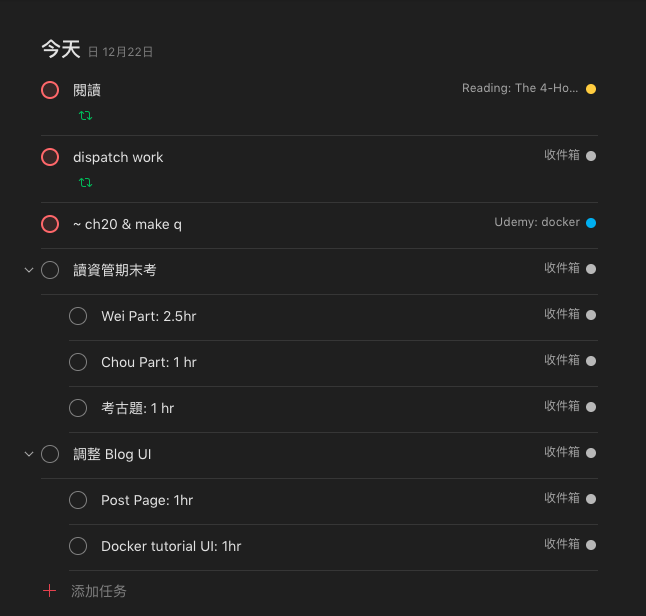 今天 日 12月22日
閱讀 Reading: The 4-Ho...
dispatch work 收件箱
~ ch20 & make q Udemy: docker
讀資管期末考 收件箱
Wei Part: 2.5hr 收件箱
Chou Part: 1 hr 收件箱
考古題: 1 hr 收件箱
調整 Blog UI 收件箱
Post Page: 1hr 收件箱
Docker tutorial UI: 1hr 收件箱
添加任务